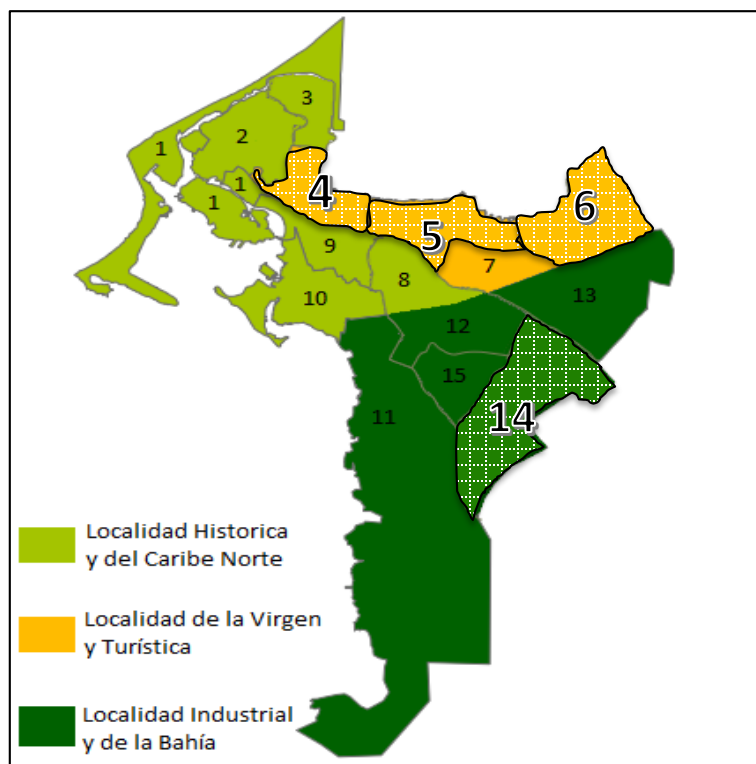 3
2
1
1
1
4
6
5
9
7
8
13
10
12
15
14
11
Localidad Historica
y del Caribe Norte
Localidad de la Virgen
y Turística
Localidad Industrial
y de la Bahía